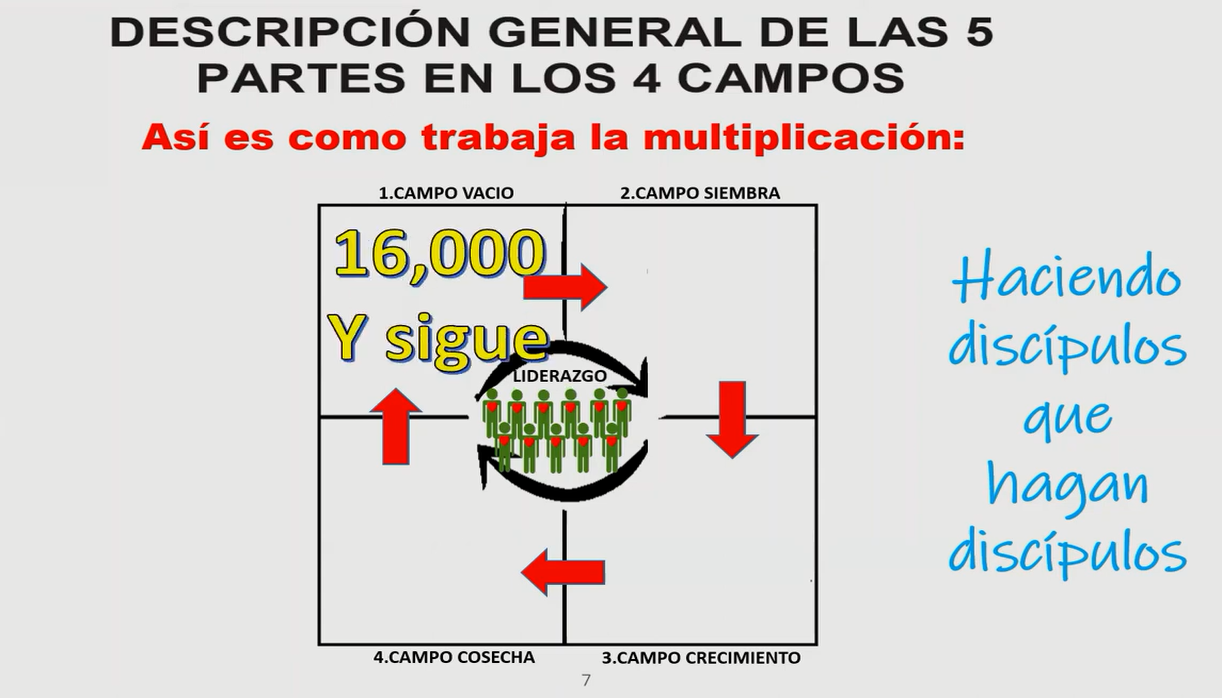 DESCRIPCIÓN GENERAL DE LAS 5
PARTES EN LOS 4 CAMPOS
Así es como trabaja la multiplicación:
1.CAMPO VACIO
2.CAMPO SIEMBRA
16,000
Y sigue
LIDERAZGO
Haciendo
discípulos
que
hagan
discípulos
4.CAMPO COSECHA
3.CAMPO CRECIMIENTO
7